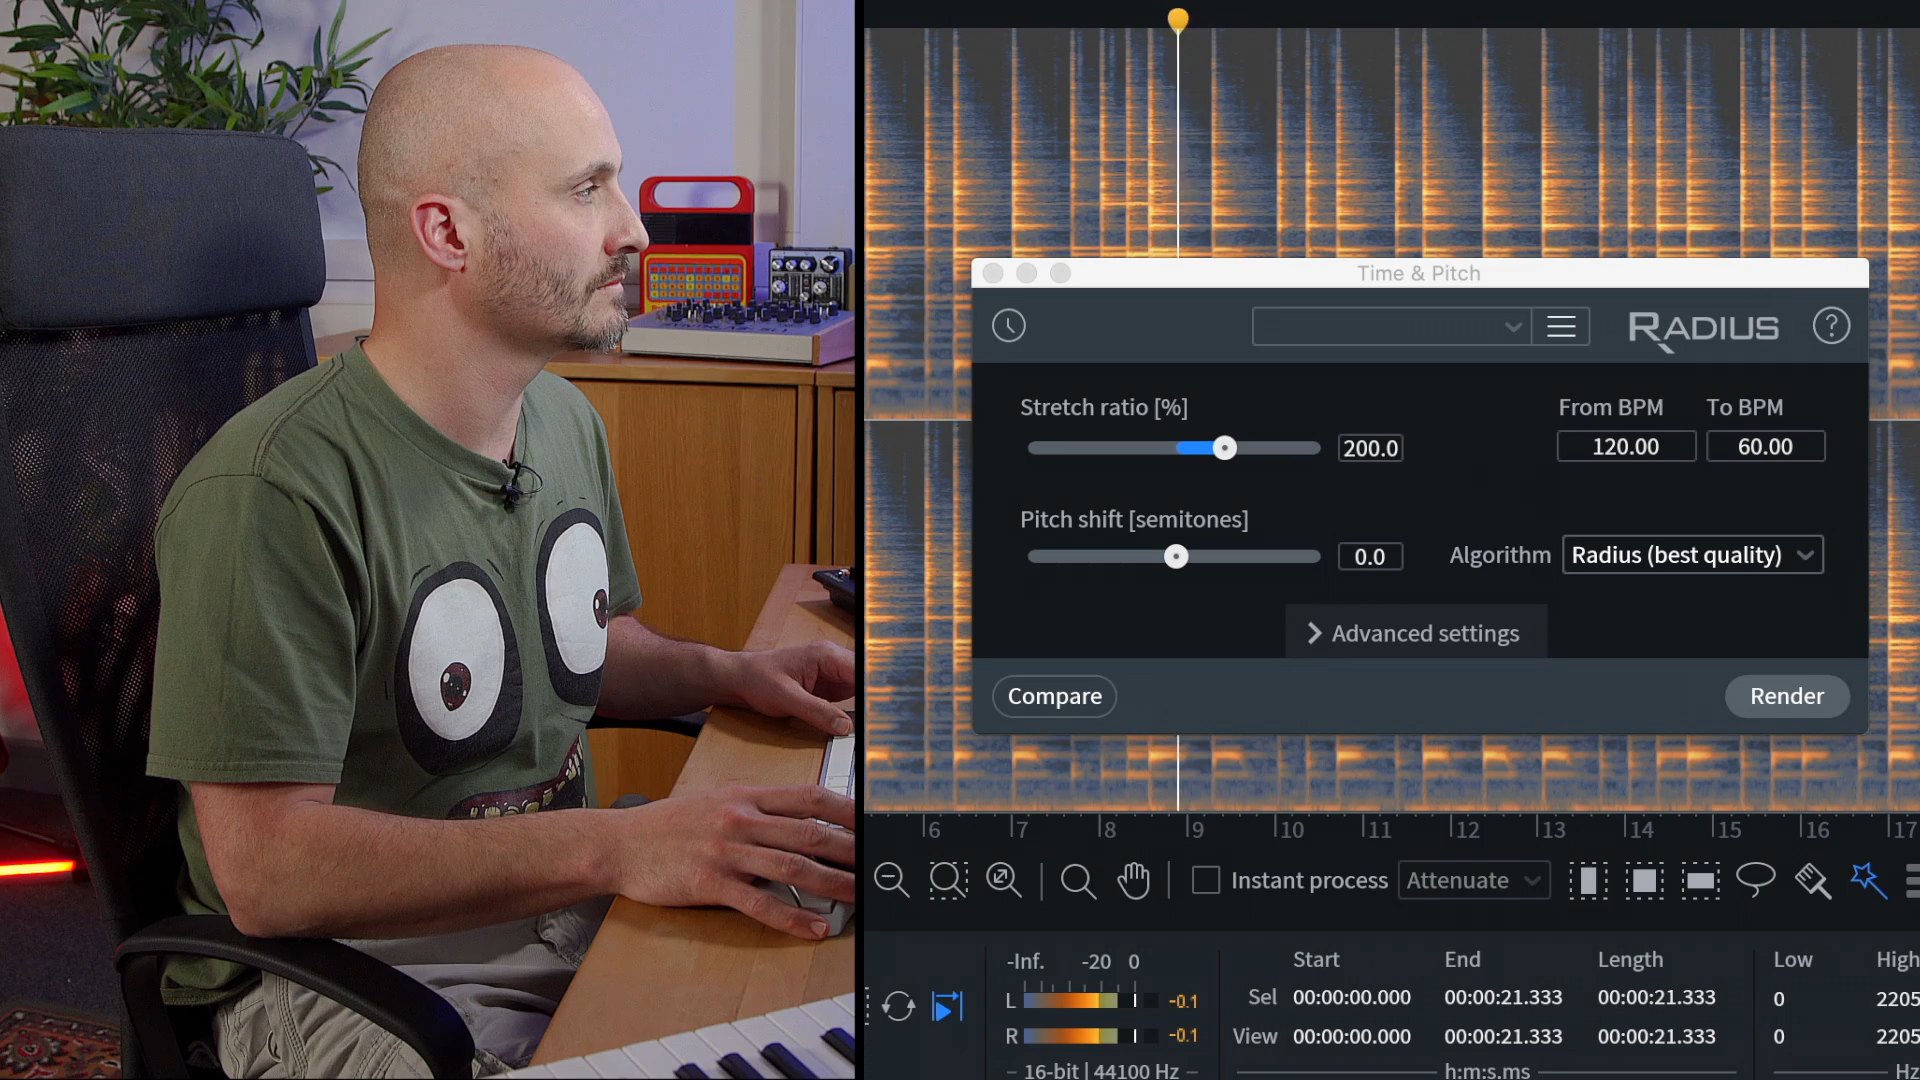 Time & Pitch
RADIUS
?
Stretch ratio [%]
200.0
From BPM
To BPM
120.00
60.00
Pitch shift [semitones]
0.0
Algorithm
Radius (best quality)
Advanced settings
Compare
Render
6 7 8 9 10 11 12 13 14 15 16 17
Instant process
Attenuate
-Inf. -20 0
L -0.1
R -0.1
16-bit | 44100 Hz
Start End Length
Sel 00:00:00.000 00:00:21.333 00:00:21.333
View 00:00:00.000 00:00:21.333 00:00:21.333
h:m:s.ms
Low High
0 2205
0 2205
Hz